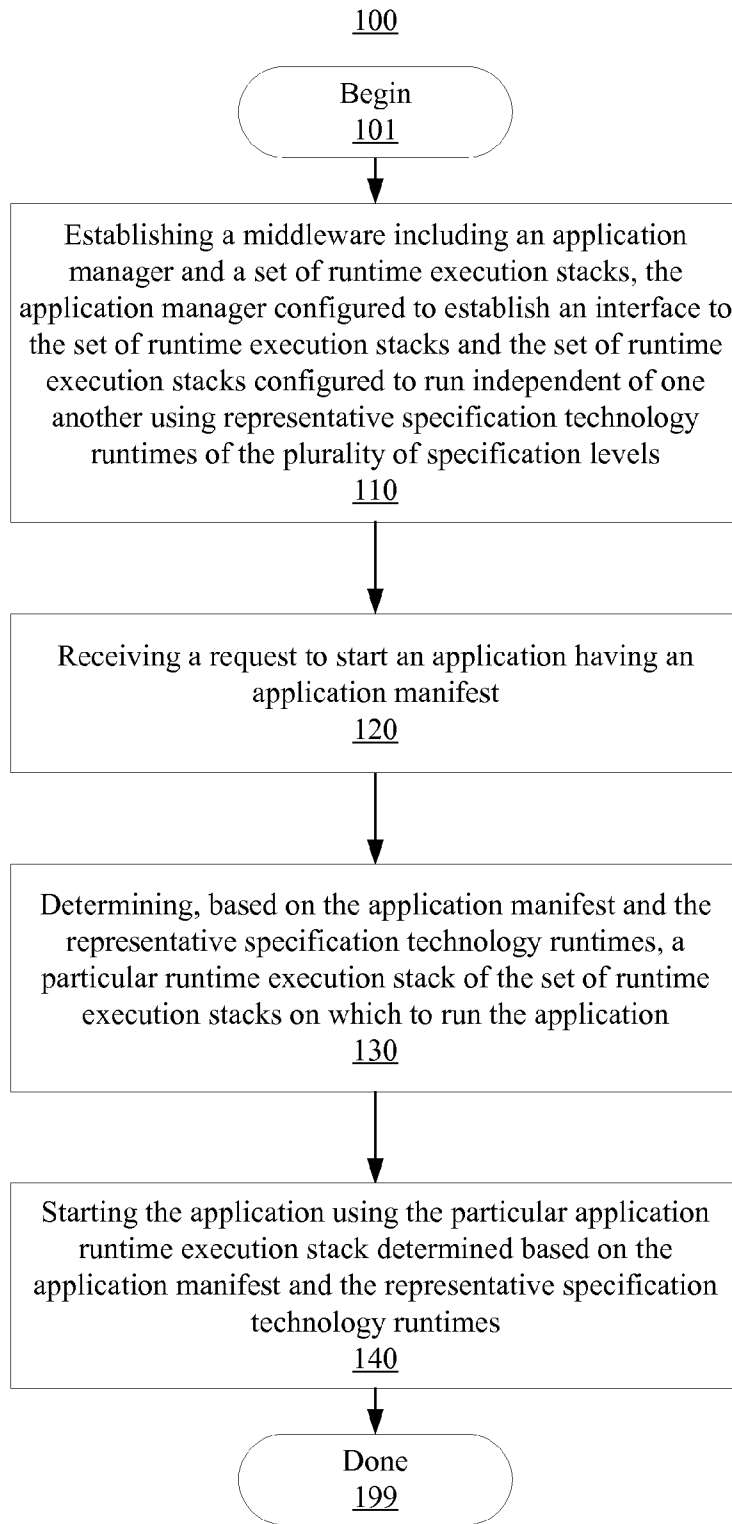 100
Begin
101
Establishing a middleware including an application
manager and a set of runtime execution stacks, the
application manager configured to establish an interface to
the set of runtime execution stacks and the set of runtime
execution stacks configured to run independent of one
another using representative specification technology
runtimes of the plurality of specification levels
110
Receiving a request to start an application having an
application manifest
120
Determining, based on the application manifest and the
representative specification technology runtimes, a
particular runtime execution stack of the set of runtime
execution stacks on which to run the application
130
Starting the application using the particular application
runtime execution stack determined based on the
application manifest and the representative specification
technology runtimes
140
Done
199